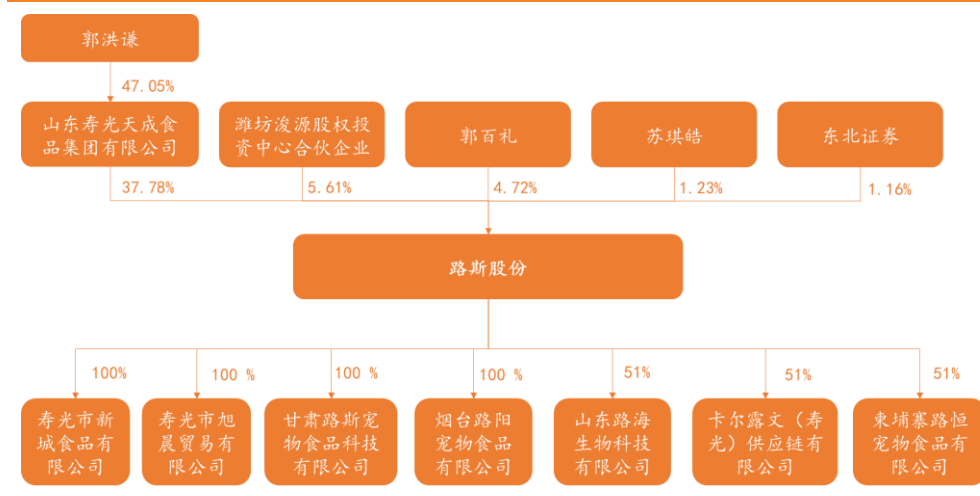 郭洪谦
47.05%
山东寿光天成食
品集团有限公司
潍坊浚源股权投
资中心合伙企业
郭百礼
苏琪皓
东北证券
37.78%
5.61%
4.72%
1.23%
1.16%
路斯股份
100%
100 %
100 %
100 %
51%
51%
51%
寿光市新
城食品有
限公司
寿光市旭
晨贸易有
限公司
甘肃路斯宠
物食品科技
有限公司
烟台路阳
宠物食品
有限公司
山东路海
生物科技
有限公司
卡尔露文（寿
光）供应链有
限公司
柬埔寨路恒
宠物食品有
限公司